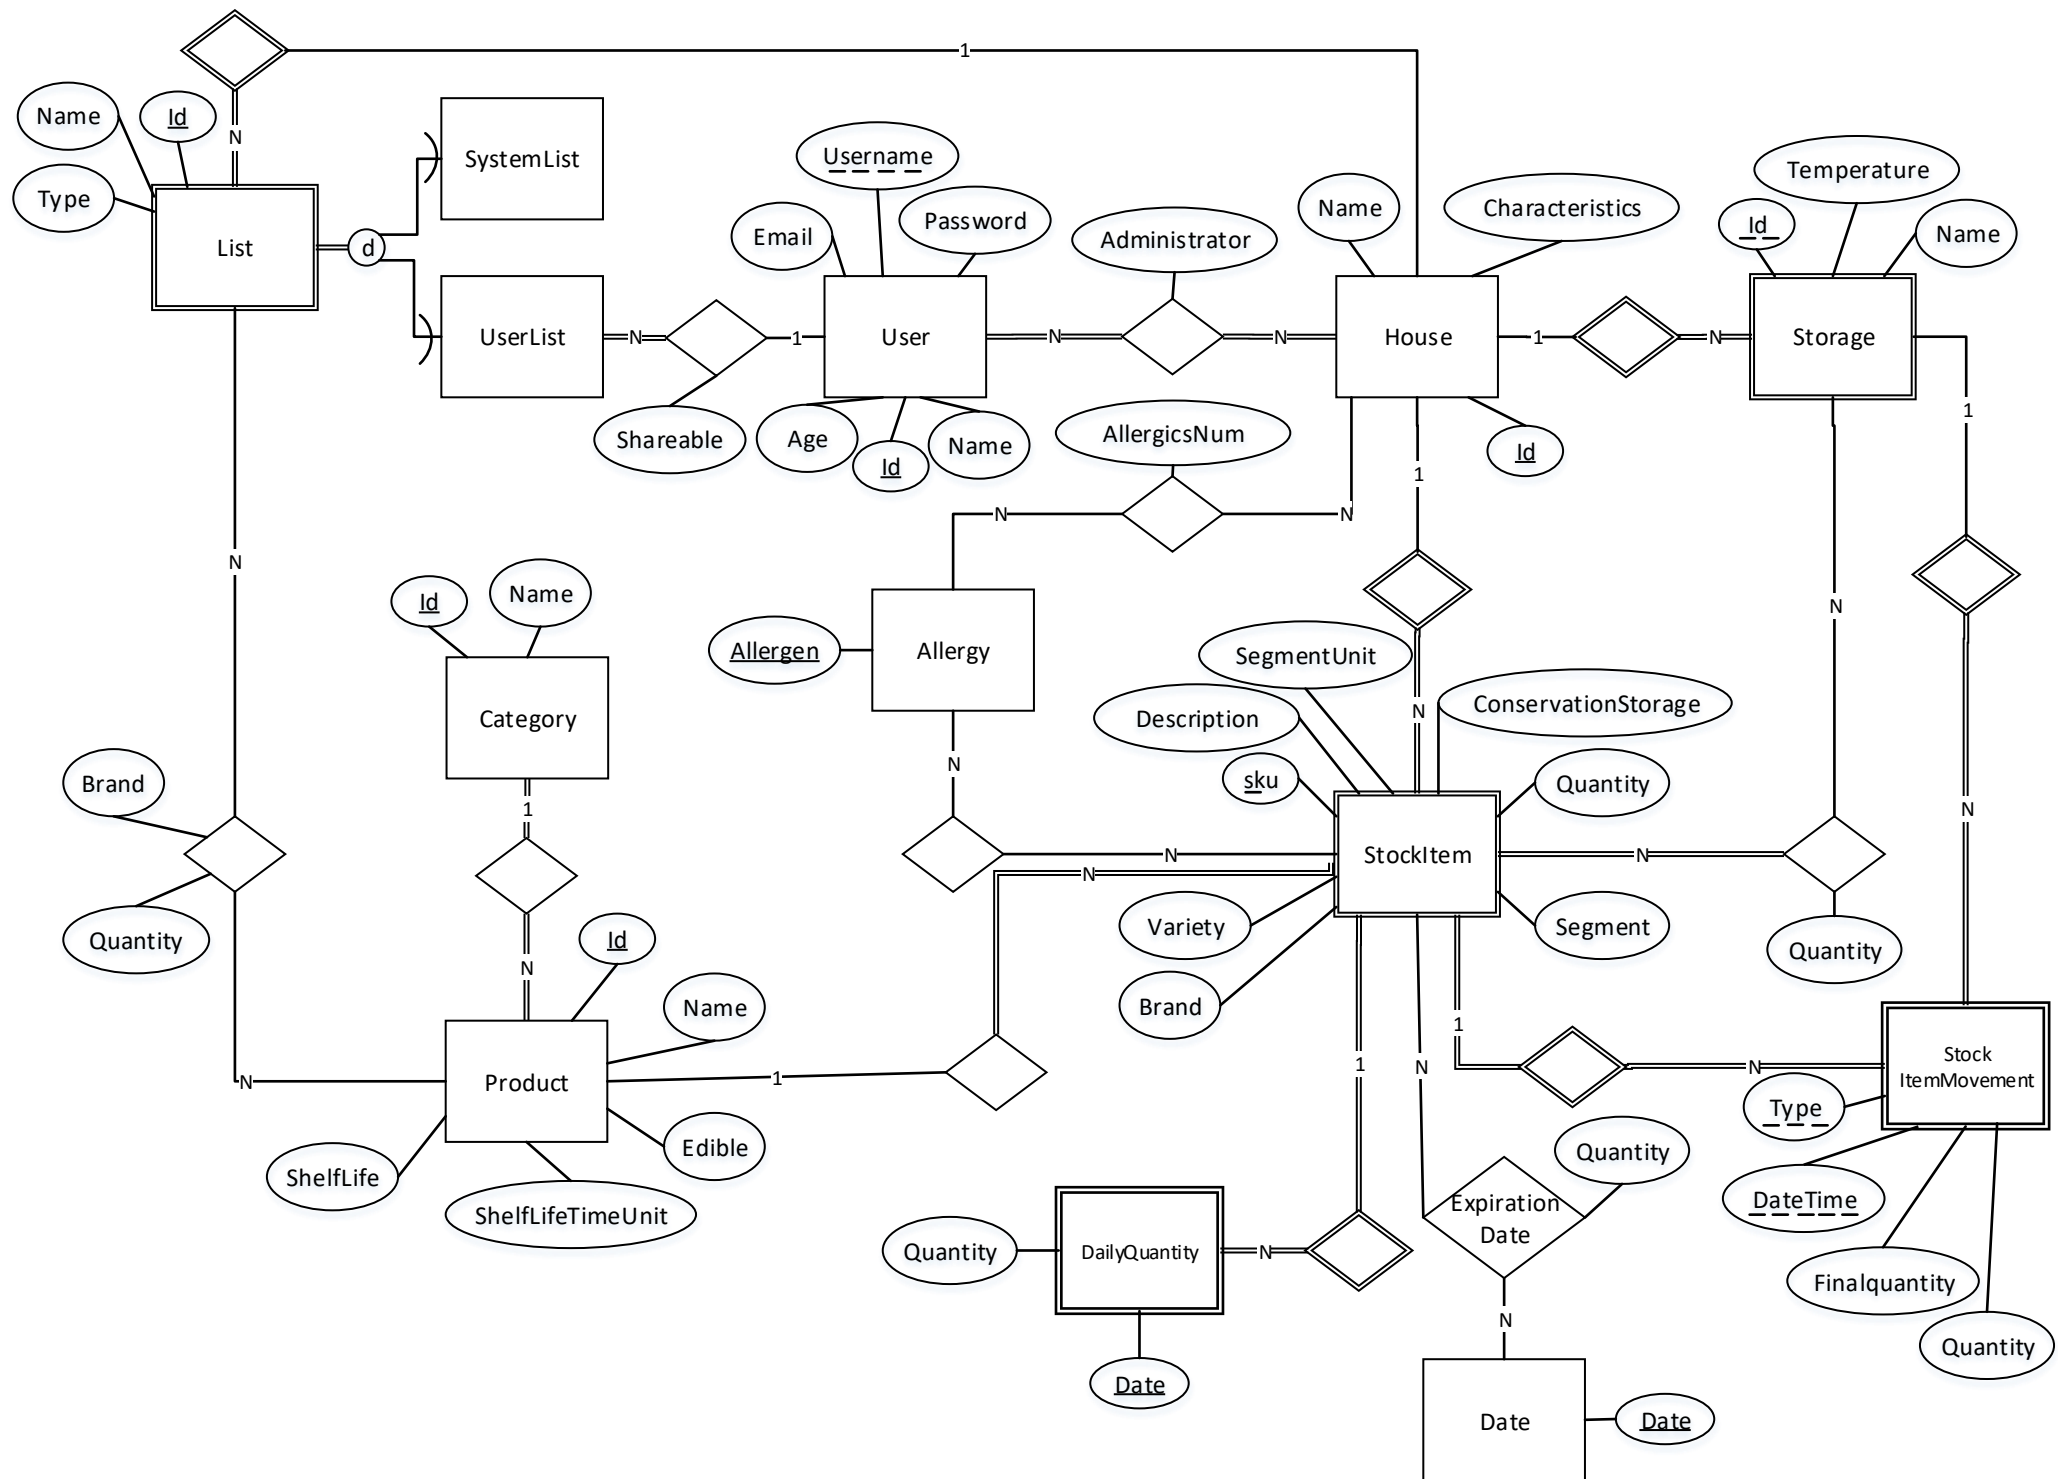 1
Name
Id
N
Type
List
d
SystemList
UserList
N
1
Shareable
Username
Email
Password
User
Age
Id
Name
N
Administrator
N
Name
Characteristics
House
Id
1
N
Temperature
Id
Name
Storage
1
AllergicsNum
N
N
1
N
Id
Name
Category
Allergen
Allergy
N
SegmentUnit
Description
ConservationStorage
N
sku
Quantity
StockItem
N
N
N
Variety
Segment
Brand
N
Quantity
N
Brand
Quantity
1
N
Id
Name
Product
N
1
Edible
ShelfLife
ShelfLifeTimeUnit
1
N
1
N
Stock
ItemMovement
Type
DateTime
Finalquantity
Quantity
Quantity
Expiration
Date
N
Quantity
DailyQuantity
N
Date
Date
Date